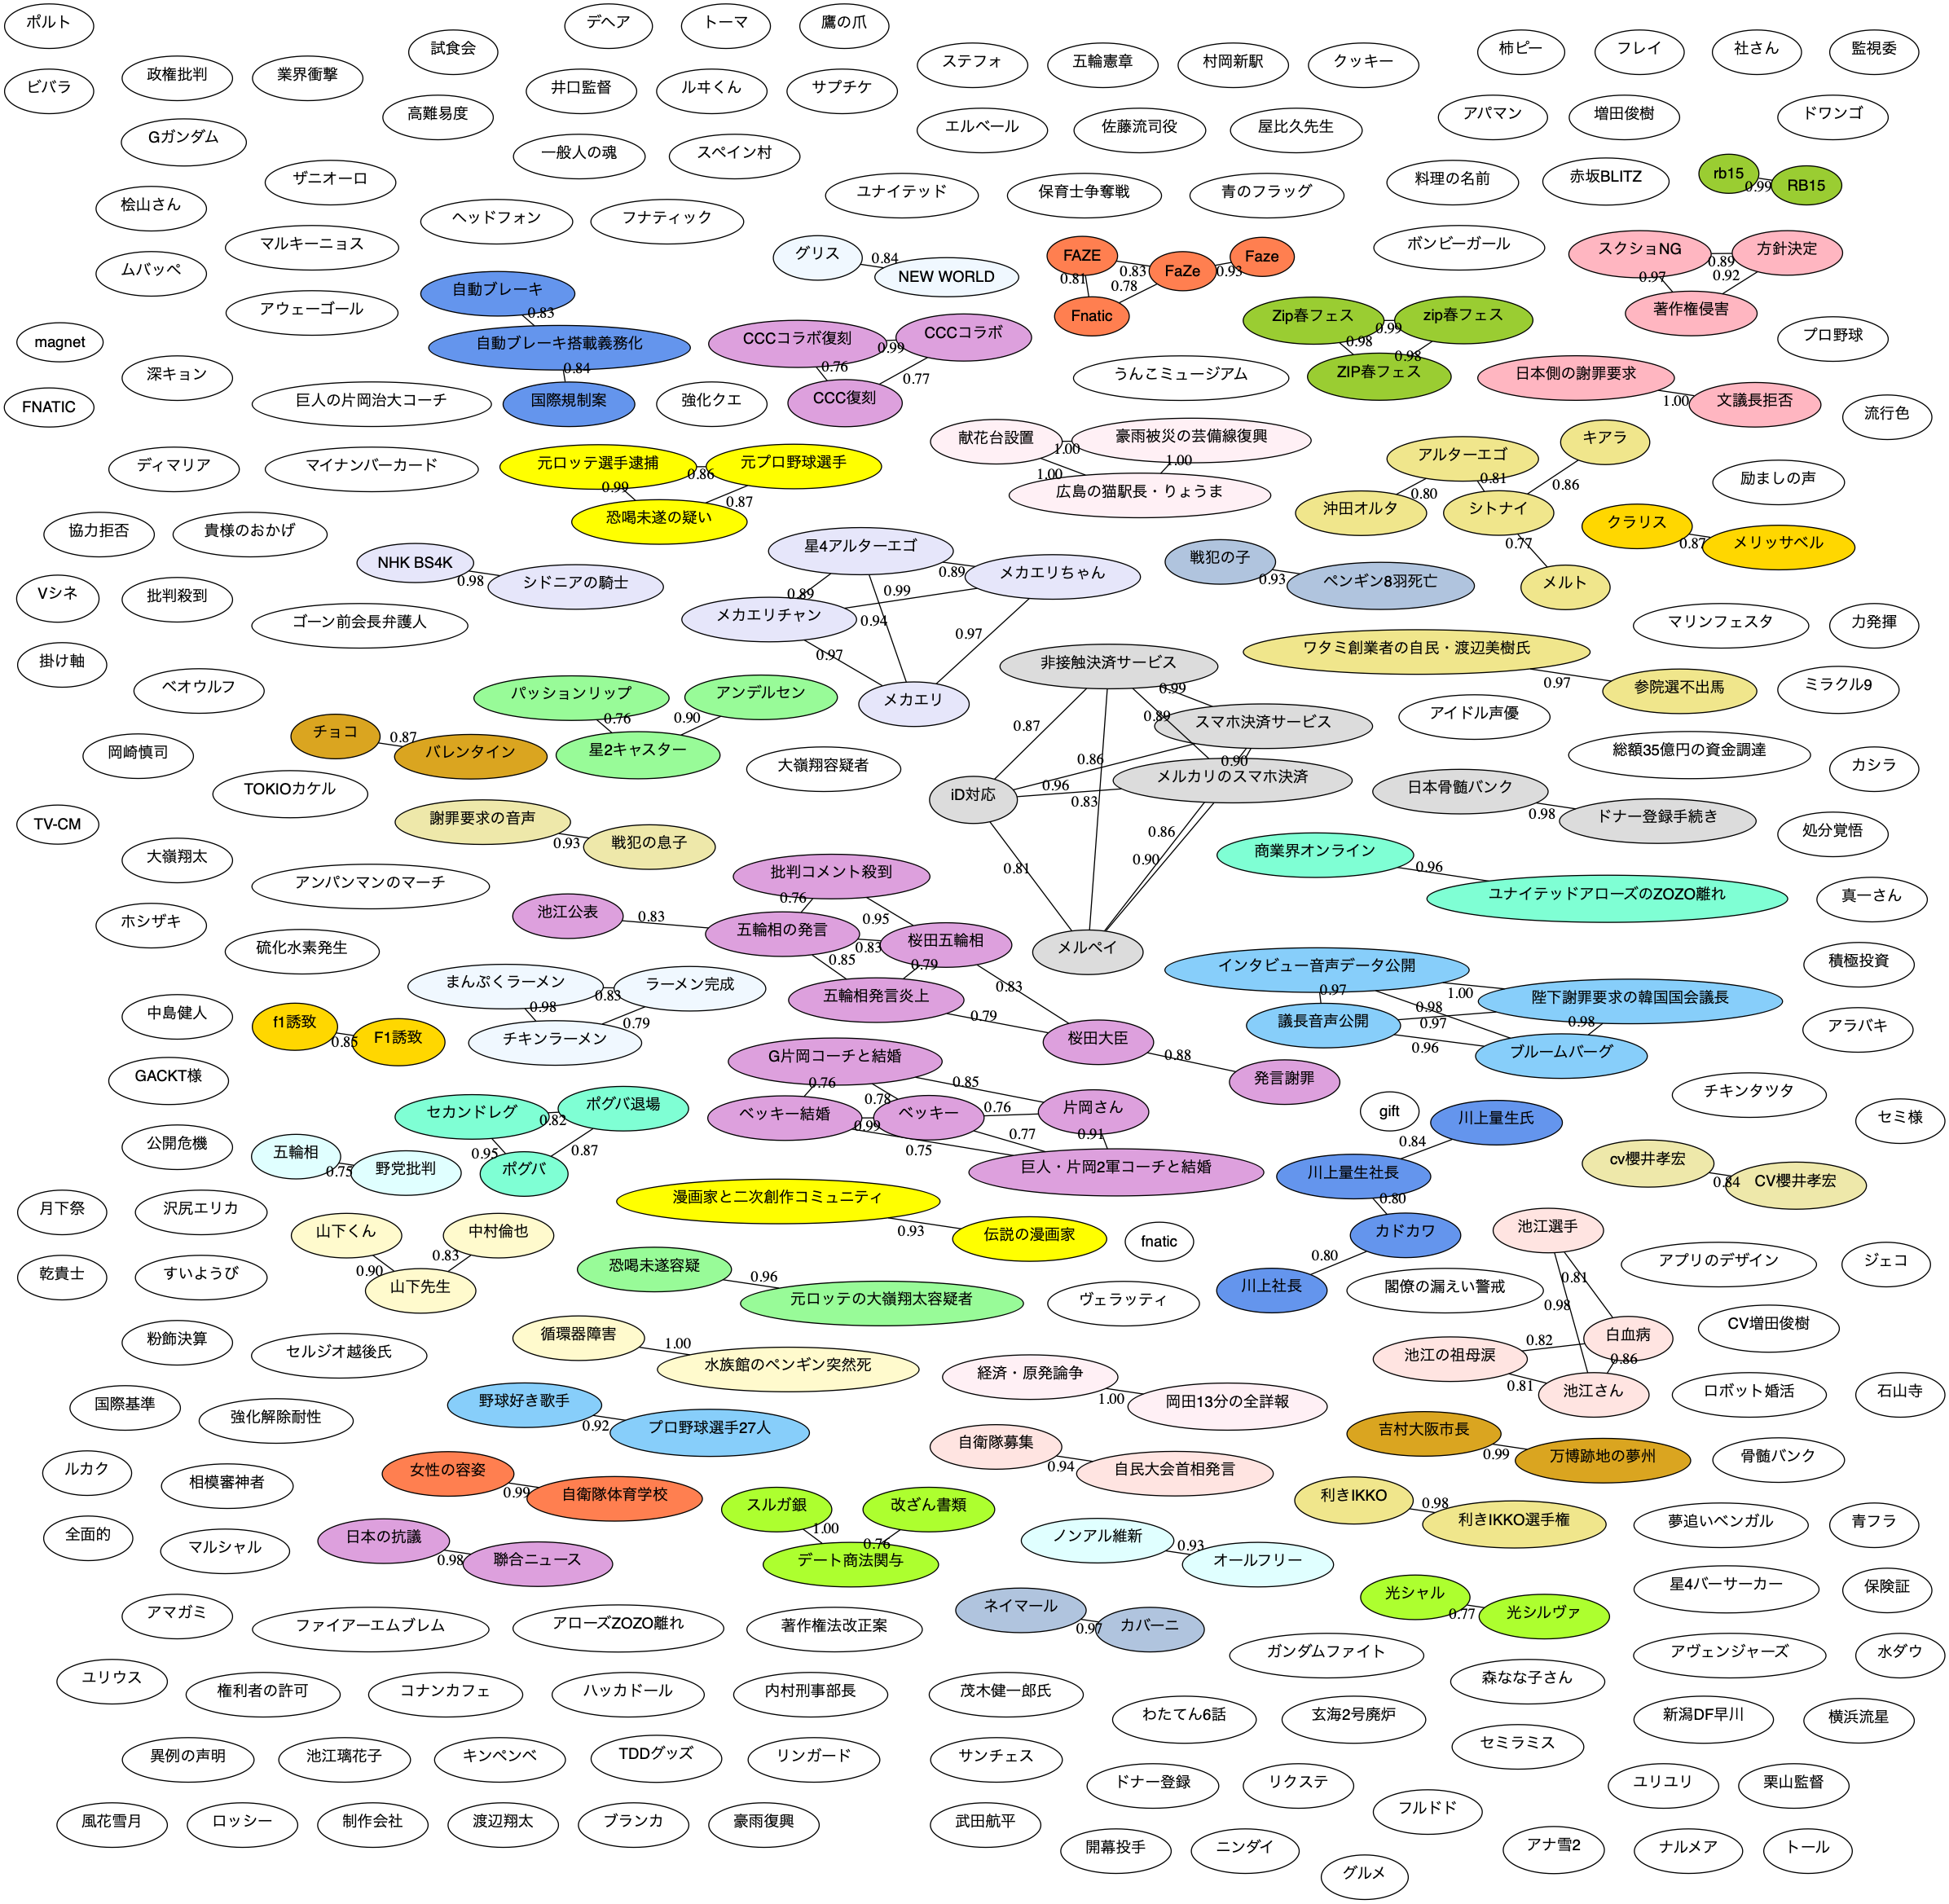 ポルト
デヘア
トーマ
鷹の爪
試食会
政権批判
業界衝撃
ステフォ
五輪憲章
村岡新駅
クッキー
柿ピー
フレイ
社さん
監視委
ビバラ
井口監督
ルヰくん
サプチケ
高難易度
アパマン
増田俊樹
ドワンゴ
Gガンダム
エルベール
佐藤流司役
屋比久先生
一般人の魂
スペイン村
ザニオーロ
ユナイテッド
保育士争奪戦
青のフラッグ
料理の名前
赤坂BLITZ
rb15
0.99
RB15
桧山さん
ヘッドフォン
フナティック
マルキーニョス
グリス
0.84
NEW WORLD
FAZE
0.83
FaZe
0.93
Faze
0.81
0.78
Fnatic
ボンビーガール
スクショNG
0.89
方針決定
0.97
0.92
著作権侵害
ムバッペ
自動ブレーキ
0.83
自動ブレーキ搭載義務化
0.84
国際規制案
アウェーゴール
CCCコラボ復刻
0.99
CCCコラボ
0.76
0.77
CCC復刻
Zip春フェス
0.99
zip春フェス
0.98
0.98
ZIP春フェス
プロ野球
magnet
深キョン
FNATIC
巨人の片岡治大コーチ
強化クエ
うんこミュージアム
日本側の謝罪要求
1.00
文議長拒否
流行色
ディマリア
マイナンバーカード
元ロッテ選手逮捕
0.86
元プロ野球選手
0.99
0.87
恐喝未遂の疑い
献花台設置
1.00
豪雨被災の芸備線復興
1.00
1.00
広島の猫駅長・りょうま
アルターエゴ
キアラ
0.81
0.80
0.86
沖田オルタ
シトナイ
0.77
メルト
励ましの声
クラリス
0.87
メリッサベル
協力拒否
貴様のおかげ
NHK BS4K
0.98
シドニアの騎士
星4アルターエゴ
0.89
メカエリちゃん
0.89
0.99
メカエリチャン
0.94
0.97
0.97
メカエリ
戦犯の子
0.93
ペンギン8羽死亡
Vシネ
批判殺到
ゴーン前会長弁護人
マリンフェスタ
力発揮
掛け軸
ベオウルフ
パッションリップ
アンデルセン
0.76
0.90
星2キャスター
非接触決済サービス
0.99
0.87
0.89
スマホ決済サービス
0.86
0.90
メルカリのスマホ決済
iD対応
0.96
0.83
0.86
0.90
0.81
メルペイ
ワタミ創業者の自民・渡辺美樹氏
0.97
参院選不出馬
ミラクル9
アイドル声優
チョコ
0.87
バレンタイン
岡崎慎司
大嶺翔容疑者
総額35億円の資金調達
カシラ
TOKIOカケル
日本骨髄バンク
0.98
ドナー登録手続き
TV-CM
謝罪要求の音声
0.93
戦犯の息子
処分覚悟
大嶺翔太
商業界オンライン
0.96
ユナイテッドアローズのZOZO離れ
アンパンマンのマーチ
批判コメント殺到
0.76
0.95
池江公表
0.83
五輪相の発言
0.83
桜田五輪相
0.85
0.79
0.83
五輪相発言炎上
0.79
桜田大臣
0.88
発言謝罪
真一さん
ホシザキ
硫化水素発生
積極投資
まんぷくラーメン
0.83
ラーメン完成
0.98
0.79
チキンラーメン
インタビュー音声データ公開
1.00
陛下謝罪要求の韓国国会議長
0.97
0.98
0.97
0.98
議長音声公開
0.96
ブルームバーグ
中島健人
f1誘致
0.85
F1誘致
アラバキ
GACKT様
G片岡コーチと結婚
0.76
0.78
0.85
ベッキー結婚
0.99
ベッキー
0.76
片岡さん
0.75
0.77
0.91
巨人・片岡2軍コーチと結婚
チキンタツタ
セカンドレグ
0.82
ポグバ退場
0.95
0.87
ポグバ
gift
川上量生氏
0.84
川上量生社長
0.80
カドカワ
0.80
川上社長
セミ様
公開危機
五輪相
0.75
野党批判
cv櫻井孝宏
0.84
CV櫻井孝宏
月下祭
沢尻エリカ
漫画家と二次創作コミュニティ
0.93
伝説の漫画家
山下くん
中村倫也
0.90
0.83
山下先生
fnatic
池江選手
0.81
0.98
白血病
0.82
0.86
池江の祖母涙
0.81
池江さん
乾貴士
すいようび
恐喝未遂容疑
0.96
元ロッテの大嶺翔太容疑者
ヴェラッティ
閣僚の漏えい警戒
アプリのデザイン
ジェコ
粉飾決算
セルジオ越後氏
循環器障害
1.00
水族館のペンギン突然死
CV増田俊樹
経済・原発論争
1.00
岡田13分の全詳報
ロボット婚活
石山寺
国際基準
強化解除耐性
野球好き歌手
0.92
プロ野球選手27人
自衛隊募集
0.94
自民大会首相発言
吉村大阪市長
0.99
万博跡地の夢州
骨髄バンク
ルカク
相模審神者
女性の容姿
0.99
自衛隊体育学校
スルガ銀
改ざん書類
1.00
0.76
デート商法関与
利きIKKO
0.98
利きIKKO選手権
夢追いベンガル
青フラ
全面的
マルシャル
日本の抗議
0.98
聯合ニュース
ノンアル維新
0.93
オールフリー
星4バーサーカー
保険証
アマガミ
ファイアーエムブレム
アローズZOZO離れ
著作権法改正案
ネイマール
0.97
カバーニ
光シャル
0.77
光シルヴァ
ガンダムファイト
アヴェンジャーズ
水ダウ
ユリウス
権利者の許可
コナンカフェ
ハッカドール
内村刑事部長
茂木健一郎氏
森なな子さん
わたてん6話
玄海2号廃炉
新潟DF早川
横浜流星
異例の声明
池江璃花子
キンペンベ
TDDグッズ
リンガード
サンチェス
セミラミス
ドナー登録
リクステ
ユリユリ
栗山監督
風花雪月
ロッシー
制作会社
渡辺翔太
ブランカ
豪雨復興
武田航平
フルドド
開幕投手
ニンダイ
アナ雪2
ナルメア
トール
グルメ